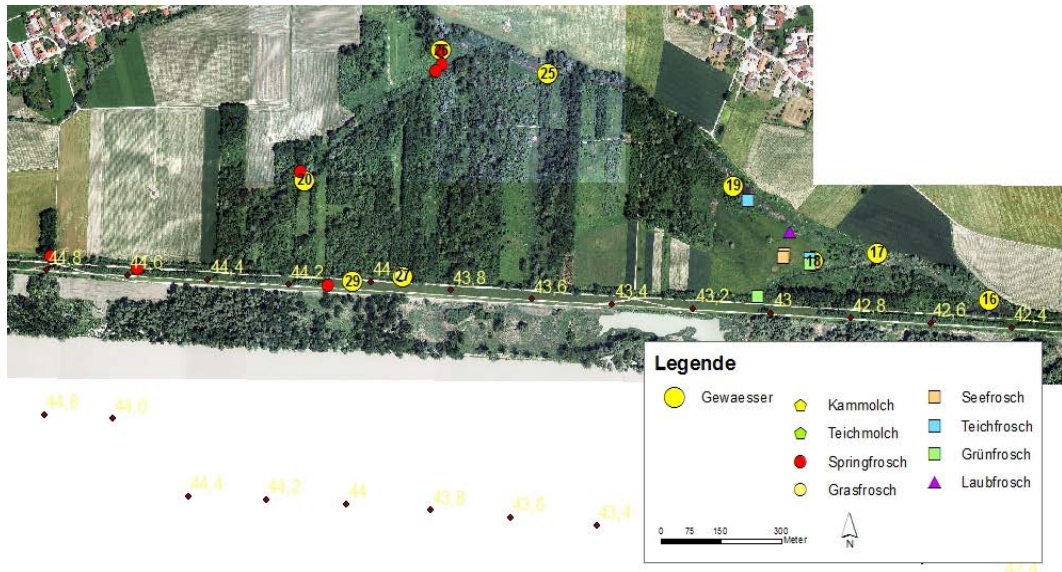 25
19
20
17
18
44,8
44,6
44,4
44,2
29
44
27
43,8
43,6
43,4
43,2
43
42,8
42,6
16
42,4
Legende
Gewaesser
Kammolch
Teichmolch
Springfrosch
Grasfrosch
Seefrosch
Teichfrosch
Grünfrosch
Laubfrosch
0 75 150 300
Meter
N
44,8
44,6
44,4
44,2
44
43,8
43,6
43,4